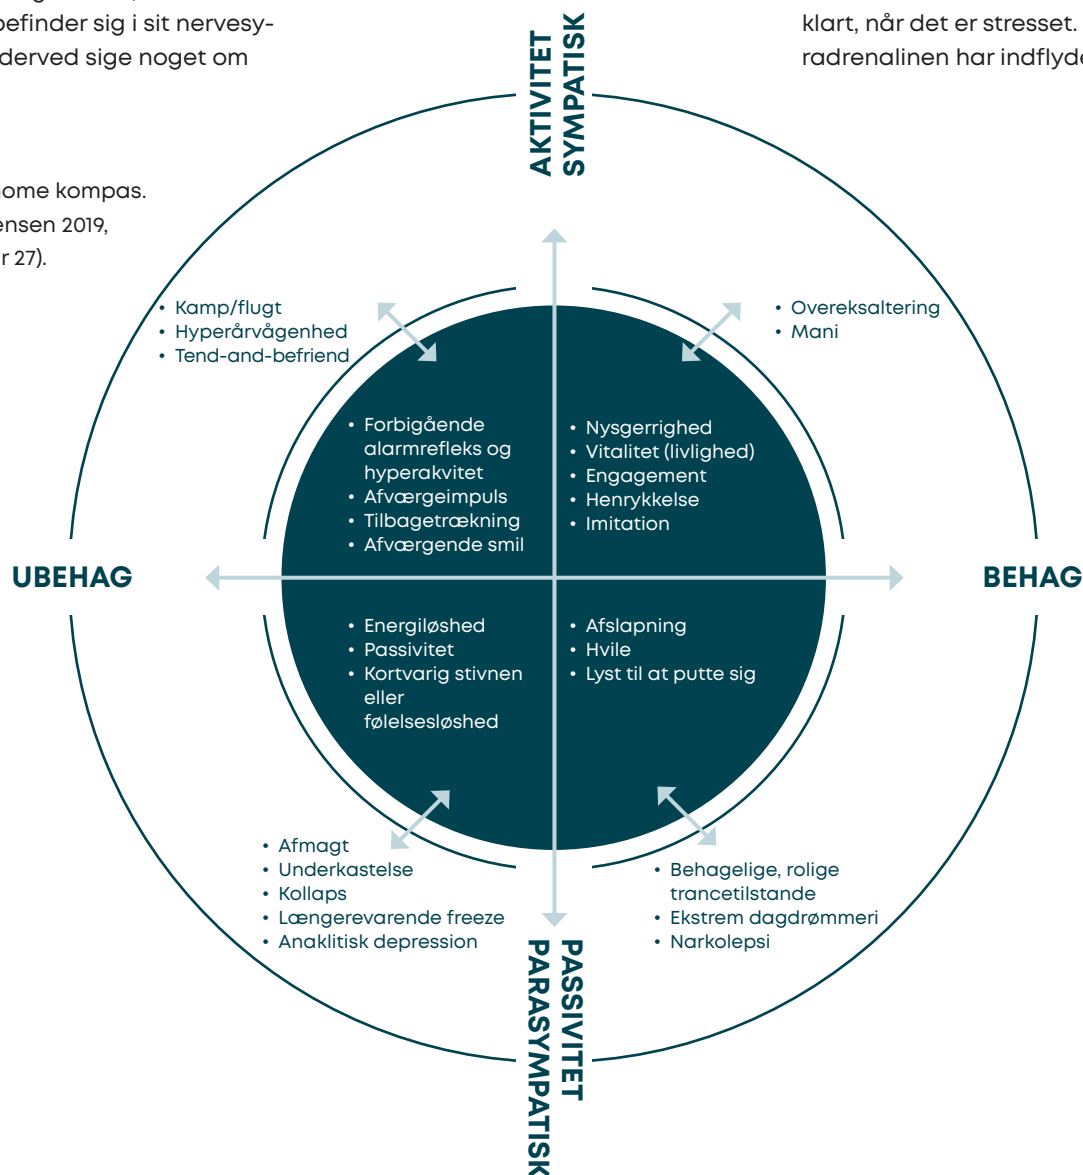 befinder sig i sit nervesy-
derved sige noget om
klart, når det er stresset.
radrenalinen har indflyde
ome kompas.
ensen 2019,
r 27).
AKTIVITET
SYMPATISK
• Kamp/flugt
• Hyperårvågenhed
• Tend-and-befriend
• Overeksaltering
• Mani
• Forbigående
alarmrefleks og
hyperakvitet
• Afværgeimpuls
• Tilbagetrækning
• Afværgende smil
• Nysgerrighed
• Vitalitet (livlighed)
• Engagement
• Henrykkelse
• Imitation
UBEHAG
BEHAG
• Energiløshed
• Passivitet
• Kortvarig stivnen
eller
følelsesløshed
• Afslapning
• Hvile
• Lyst til at putte sig
• Afmagt
• Underkastelse
• Kollaps
• Længerevarende freeze
• Anaklitisk depression
• Behagelige, rolige
trancetilstande
• Ekstrem dagdrømmeri
• Narkolepsi
PASSIVITET
PARASYMPATISK